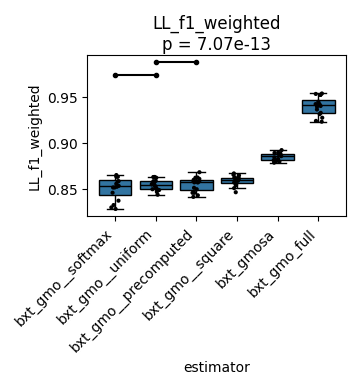 LL_f1_weighted
p = 7.07e-13
LL_f1_weighted
0.95
0.90
0.85
bxt_gmo__softmax
bxt_gmo__uniform
bxt_gmo__precomputed
bxt_gmo__square
bxt_gmosa
bxt_gmo_full
estimator